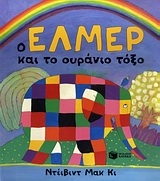 ο ΕΛΜΕΡ
και το ουράνιο τόξο
Ντέιβιντ Μακ Κι